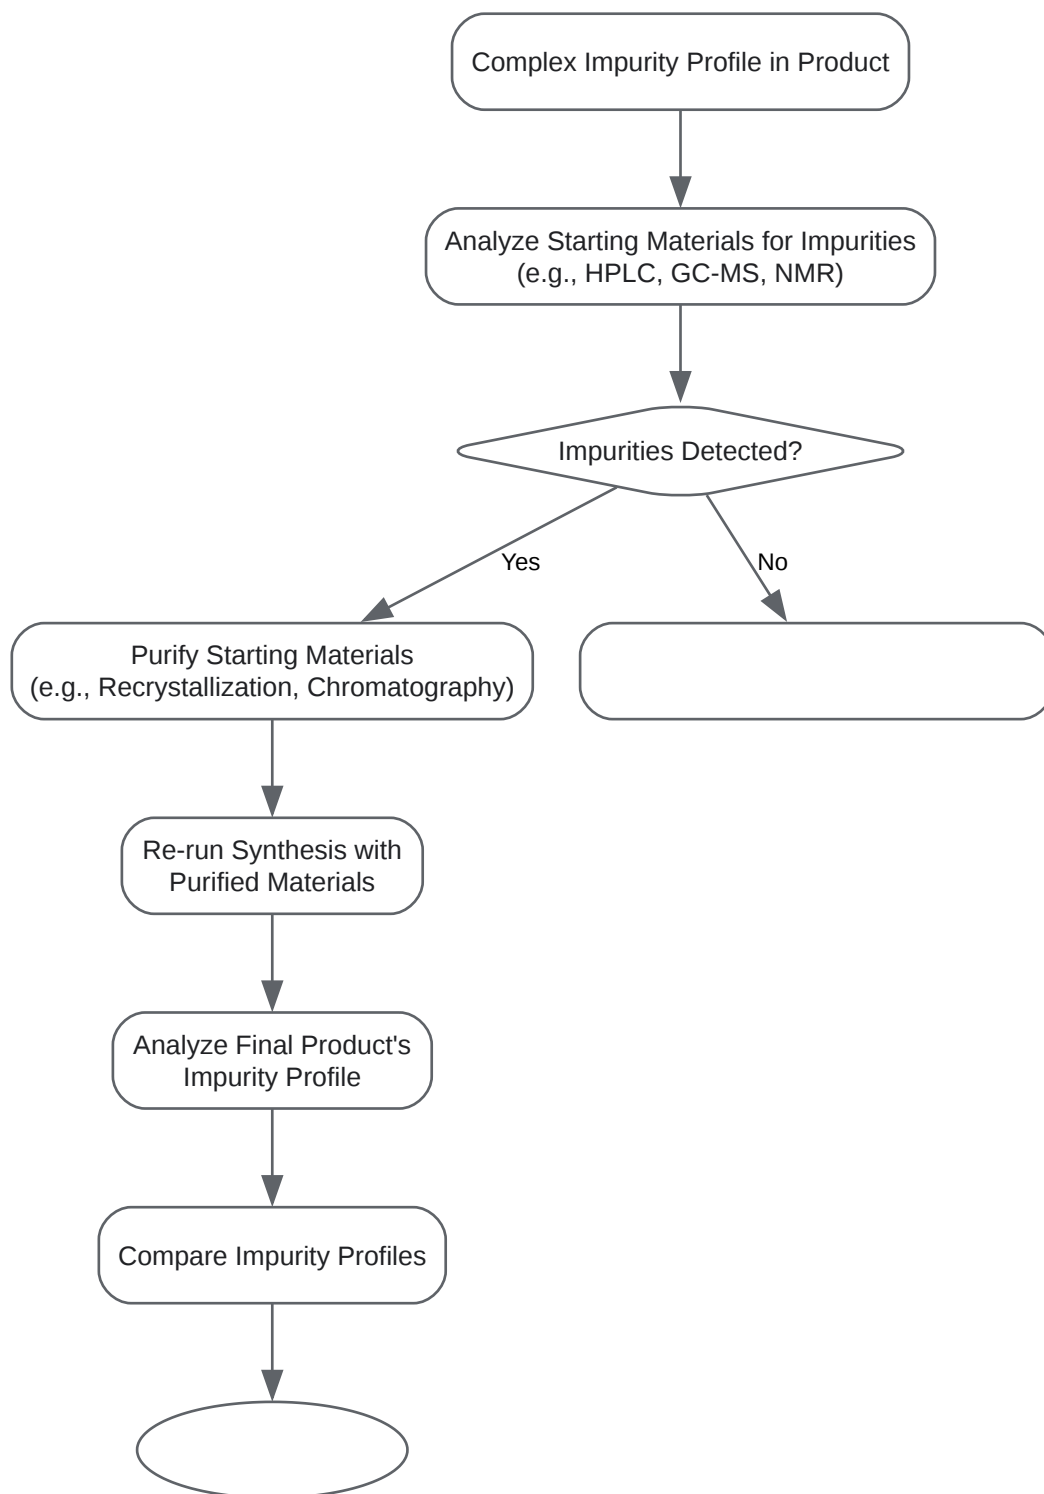 Complex Impurity Profile in Product
Analyze Starting Materials for Impurities
(e.g., HPLC, GC-MS, NMR)
Impurities Detected?
Yes
No
Purify Starting Materials
(e.g., Recrystallization, Chromatography)
Re-run Synthesis with
Purified Materials
Analyze Final Product's
Impurity Profile
Compare Impurity Profiles